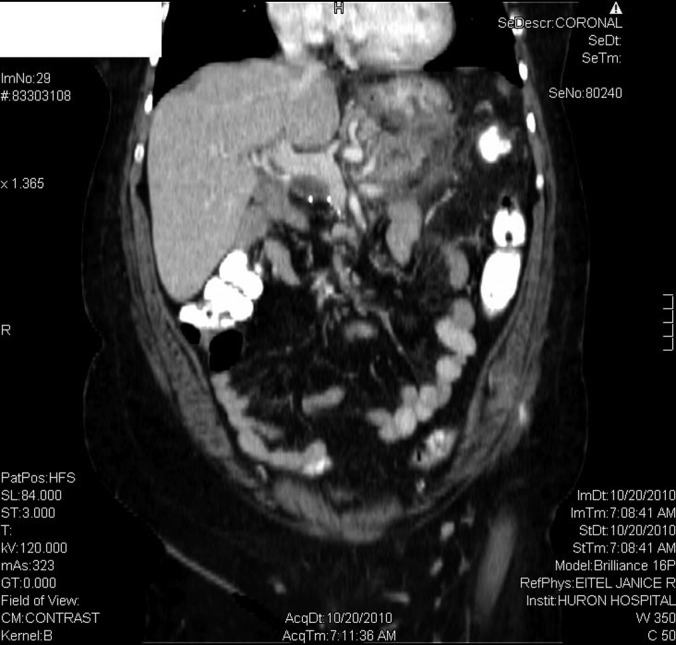 H
SeDescr:CORONAL
SeDt:
SeTm:
ImNo:29
#:83303108
SeNo:80240
x 1.365
R
PatPos:HFS
SL:84.000
ST:3.000
T:
kV:120.000
mAs:323
GT:0.000
Field of View:
CM:CONTRAST
Kernel:B
AcqDt:10/20/2010
AcqTm:7:11:36 AM
ImDt:10/20/2010
ImTm:7:08:41 AM
StDt:10/20/2010
StTm:7:08:41 AM
Model:Brilliance 16P
RefPhys:EITEL JANICE R
Instit:HURON HOSPITAL
W 350
C 50